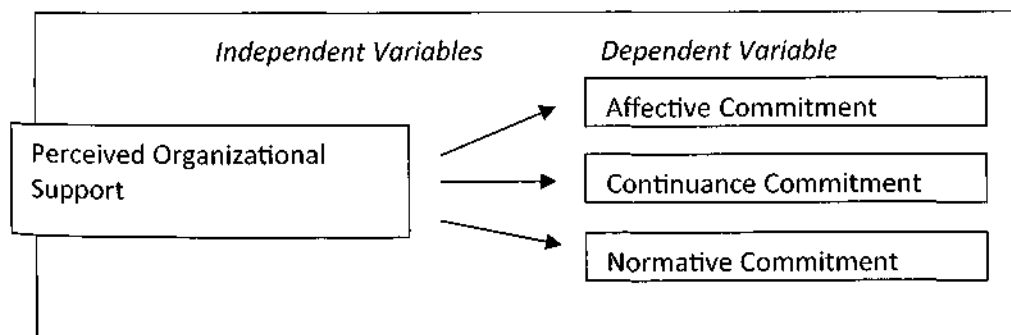 Independent Variables
Dependent Variable
Perceived Organizational
Support
Affective Commitment
Continuance Commitment
Normative Commitment